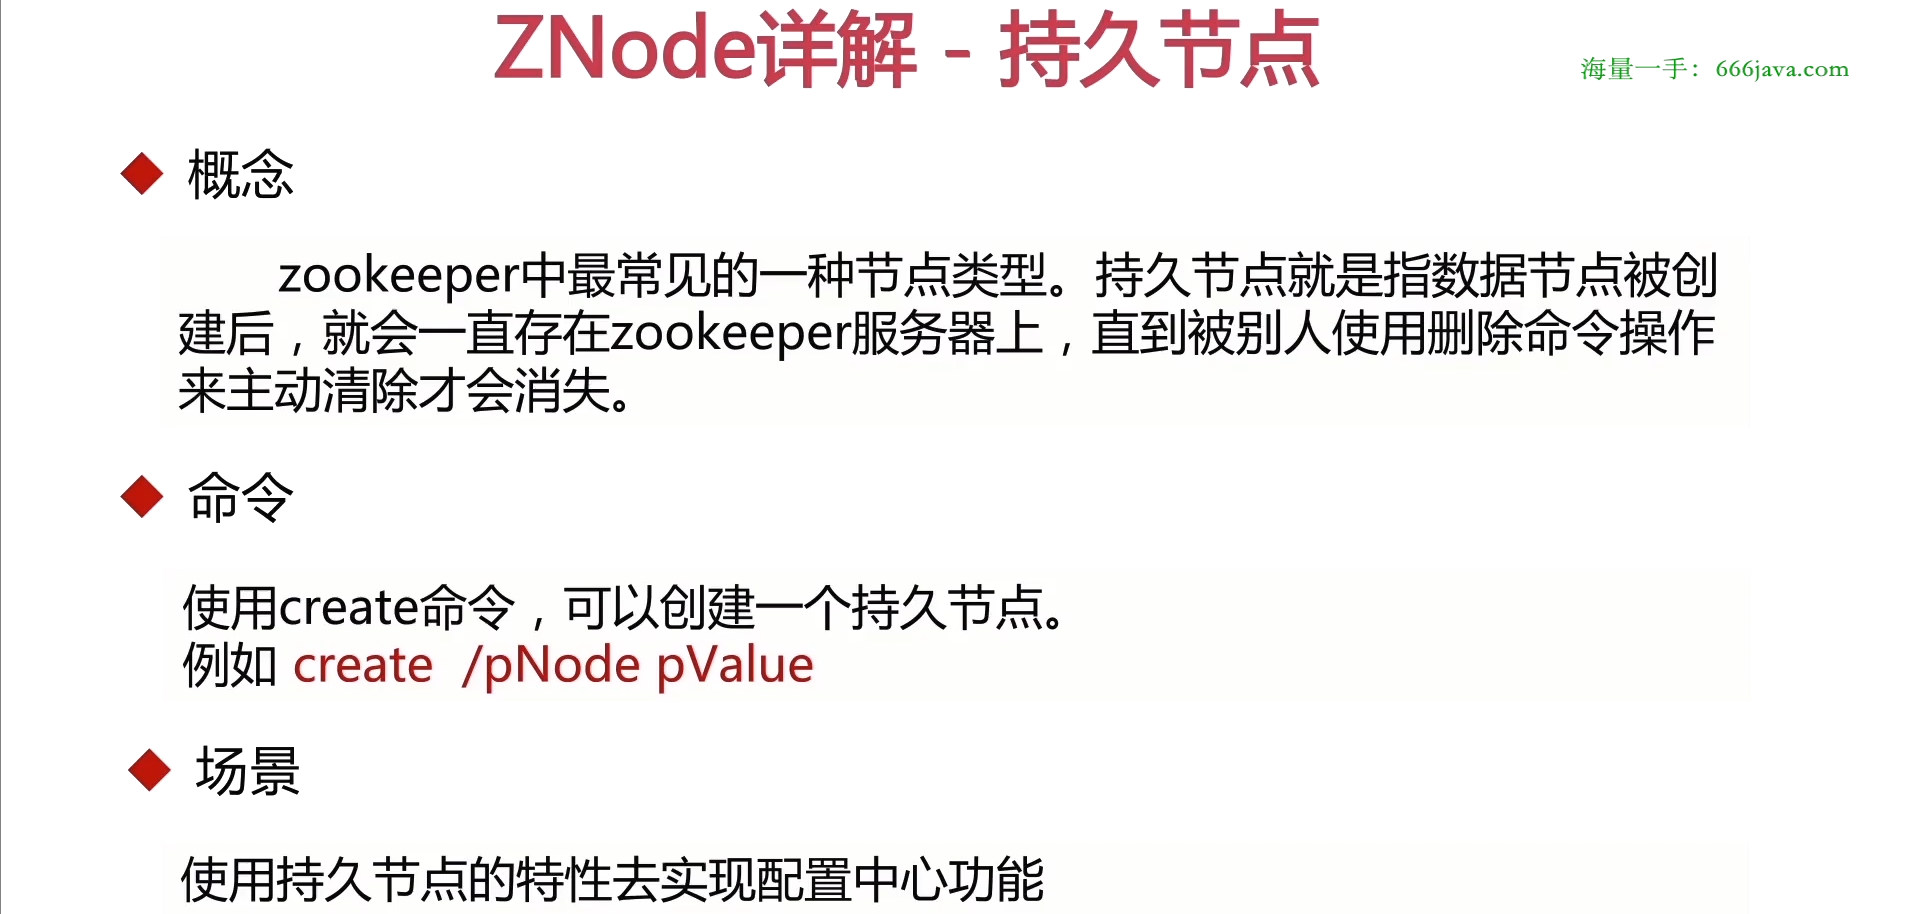 ZNode详解 - 持久节点
海量一手：666java.com
概念
zookeeper中最常见的一种节点类型。持久节点就是指数据节点被创
建后，就会一直存在zookeeper服务器上，直到被别人使用删除命令操作
来主动清除才会消失。
命令
使用create命令，可以创建一个持久节点。
例如 create  /pNode pValue
场景
使用持久节点的特性去实现配置中心功能